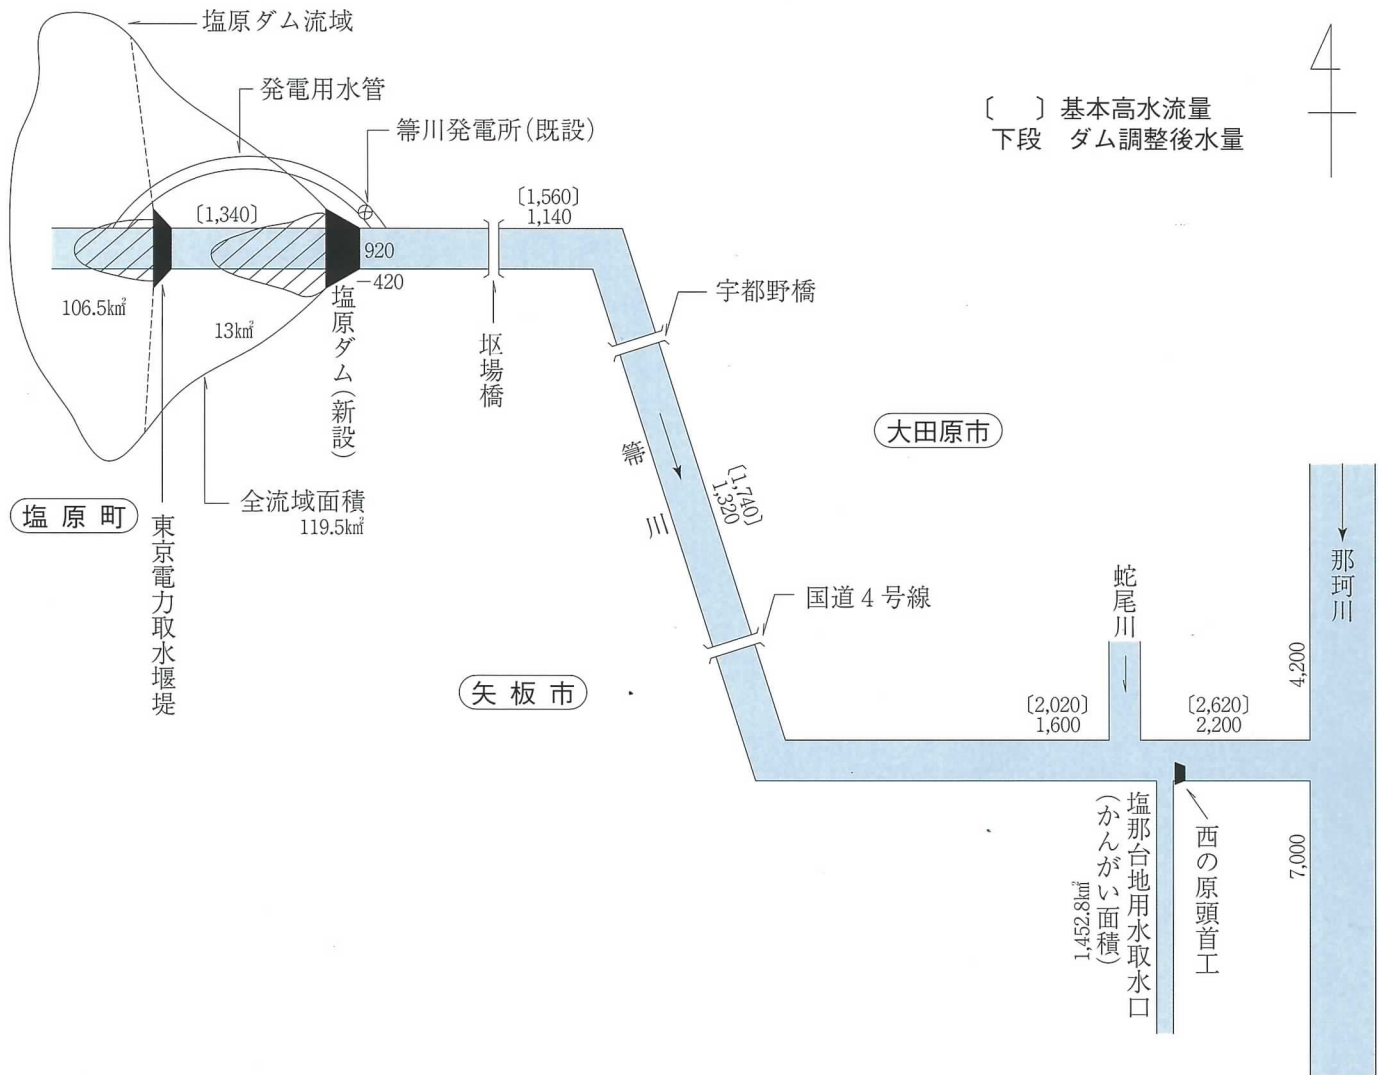 塩原ダム流域
発電用水管
箒川発電所(既設)
〔 〕基本高水流量
下段 ダム調整後水量
〔1,340〕
〔1,560〕
1,140
920
-420
106.5㎢
13㎢
塩原ダム(新設)
塩原町
東京電力取水堰堤
全流域面積
119.5㎢
宇都野橋
箒川
〔1,740〕
1,320
大田原市
国道4号線
矢板市
蛇尾川
那珂川
4,200
〔2,020〕
1,600
〔2,620〕
2,200
7,000
塩那台地用水取水口
(かんがい面積)
1,452.8㎢
西の原頭首工